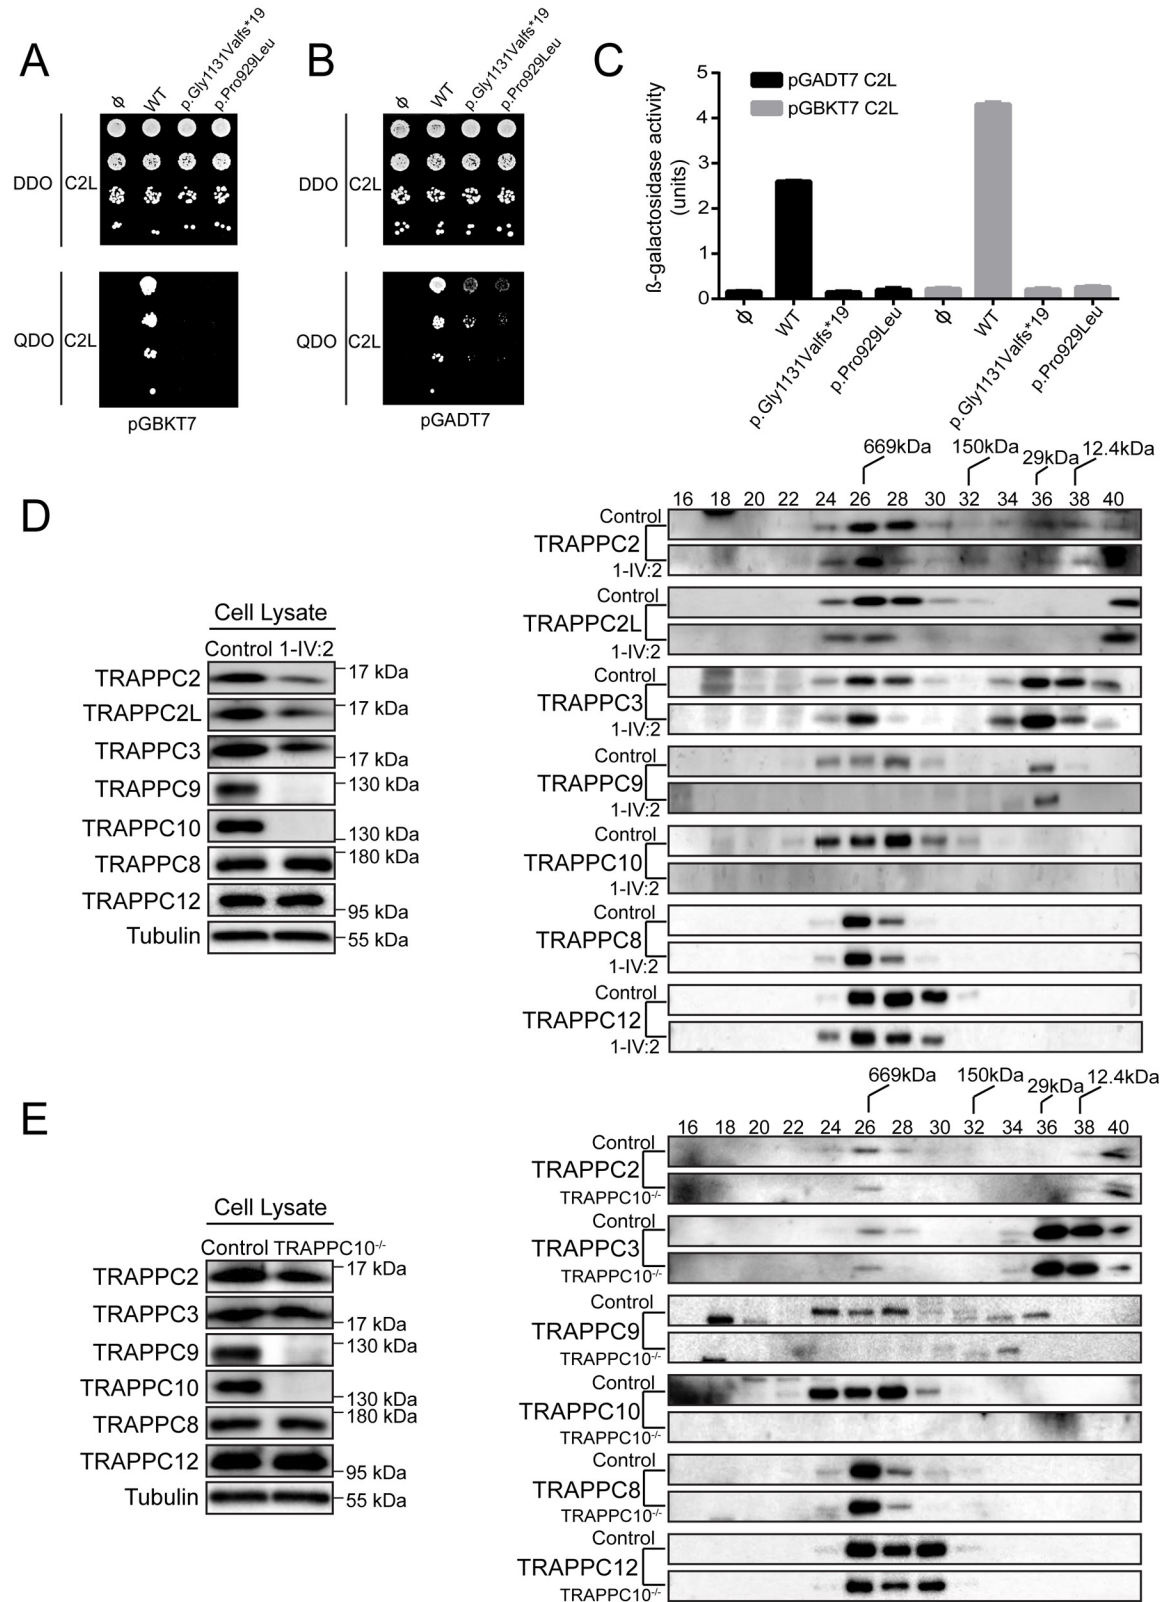 A
ϕ
WT
p.Gly1131Valfs*19
p.Pro929Leu
DDO
C2L
QDO
C2L
pGBKT7
B
ϕ
WT
p.Gly1131Valfs*19
p.Pro929Leu
DDO
C2L
QDO
C2L
pGADT7
C
ß-galactosidase activity
(units)
5
4
3
2
1
0
pGADT7 C2L
pGBKT7 C2L
ϕ
WT
p.Gly1131Valfs*19
p.Pro929Leu
ϕ
WT
p.Gly1131Valfs*19
p.Pro929Leu
D
Cell Lysate
Control 1-IV:2
TRAPPC2 17 kDa
TRAPPC2L 17 kDa
TRAPPC3 17 kDa
TRAPPC9 130 kDa
TRAPPC10 130 kDa
TRAPPC8 180 kDa
TRAPPC12 95 kDa
Tubulin 55 kDa
669kDa 150kDa 29kDa 12.4kDa
16 18 20 22 24 26 28 30 32 34 36 38 40
Control
TRAPPC2
1-IV:2
Control
TRAPPC2L
1-IV:2
Control
TRAPPC3
1-IV:2
Control
TRAPPC9
1-IV:2
Control
TRAPPC10
1-IV:2
Control
TRAPPC8
1-IV:2
Control
TRAPPC12
1-IV:2
E
Cell Lysate
Control TRAPPC10-/-
TRAPPC2 17 kDa
TRAPPC3 17 kDa
TRAPPC9 130 kDa
TRAPPC10 130 kDa
TRAPPC8 180 kDa
TRAPPC12 95 kDa
Tubulin 55 kDa
669kDa 150kDa 29kDa 12.4kDa
16 18 20 22 24 26 28 30 32 34 36 38 40
Control
TRAPPC2
TRAPPC10-/-
Control
TRAPPC3
TRAPPC10-/-
Control
TRAPPC9
TRAPPC10-/-
Control
TRAPPC10
TRAPPC10-/-
Control
TRAPPC8
TRAPPC10-/-
Control
TRAPPC12
TRAPPC10-/-